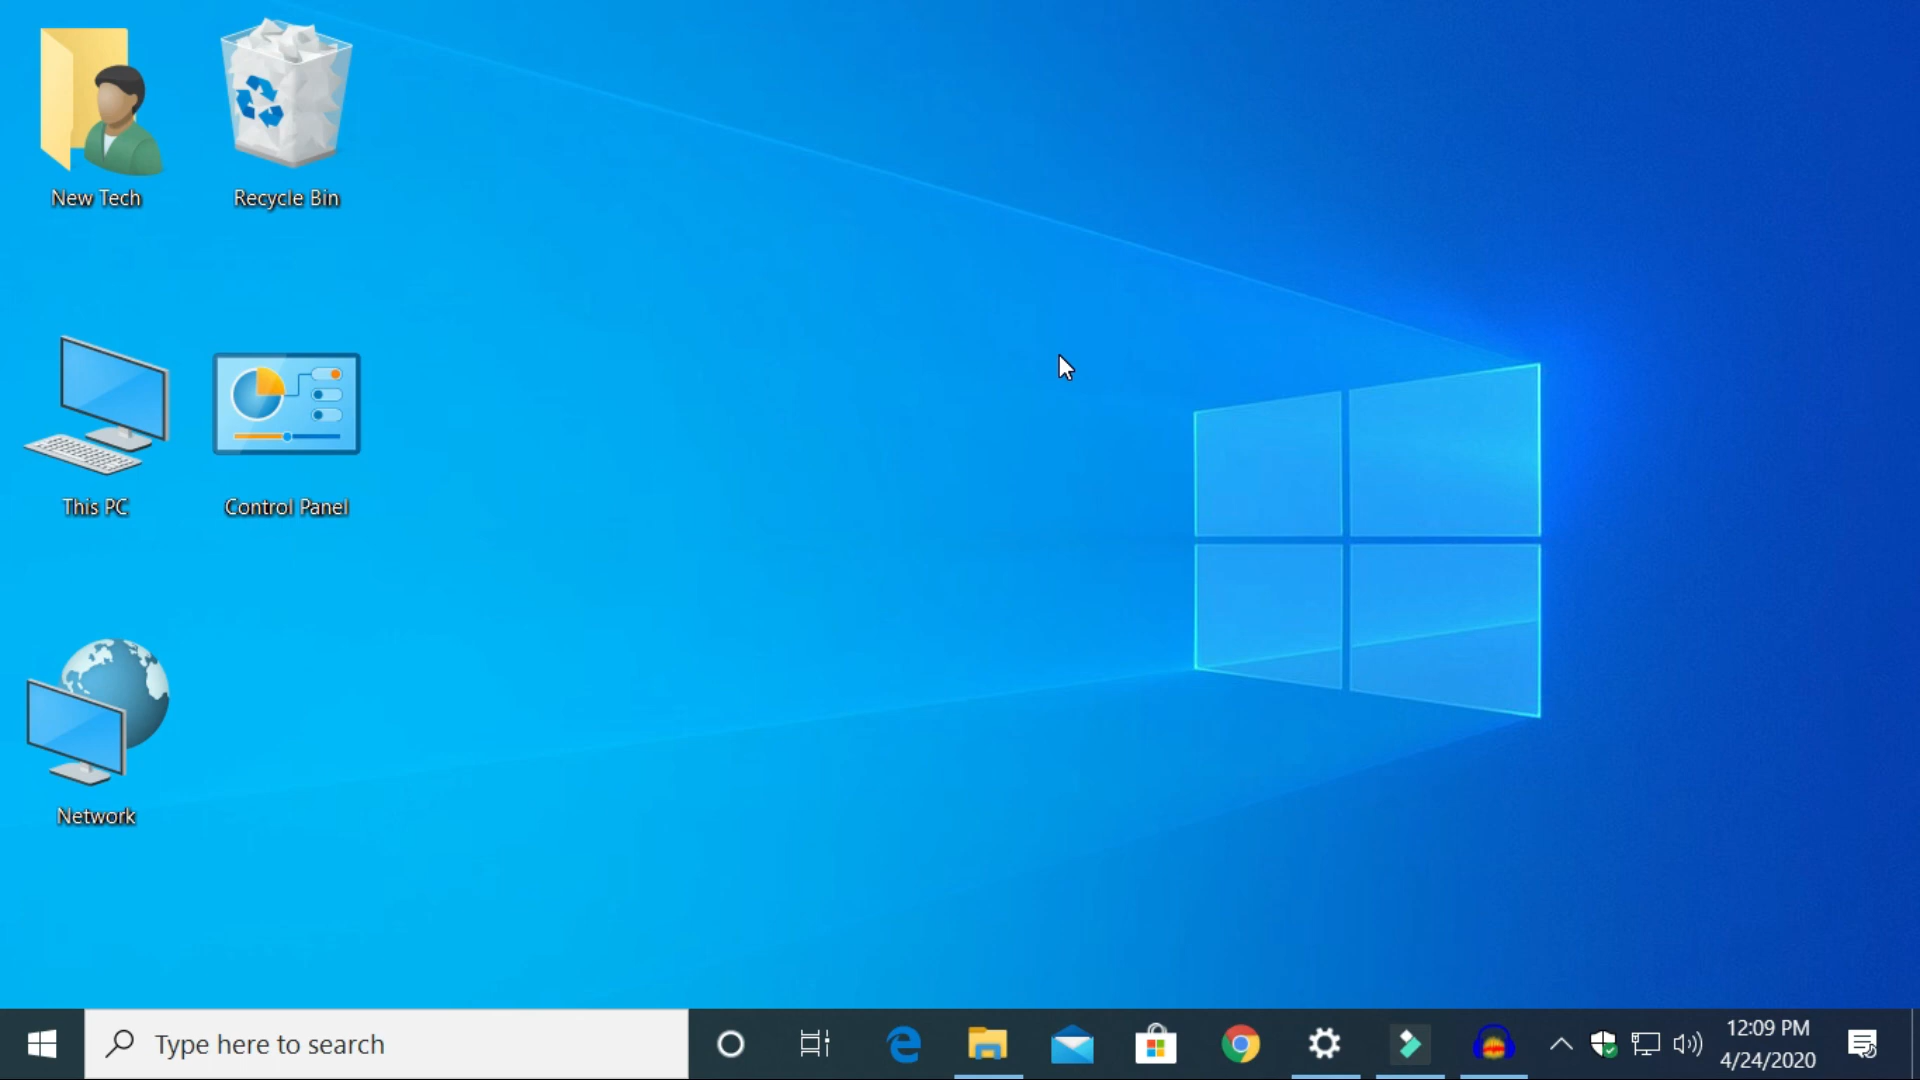 New Tech
Recycle Bin
This PC
Control Panel
Network
Type here to search
12:09 PM
4/24/2020